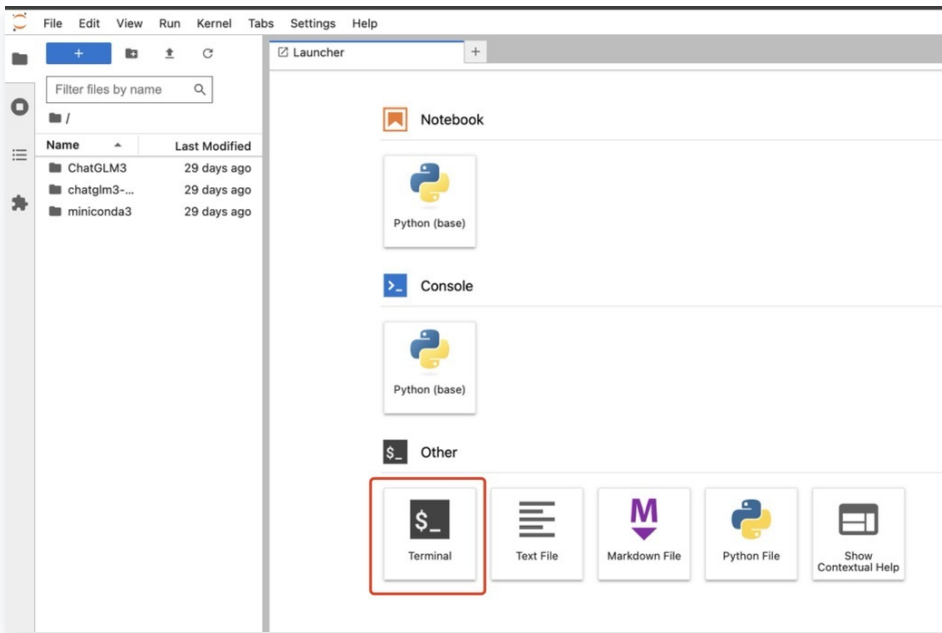 File Edit View Run Kernel Tabs Settings Help
+
Filter files by name
/
Name Last Modified
ChatGLM3 29 days ago
chatglm3-... 29 days ago
miniconda3 29 days ago
Launcher +
Notebook
Python (base)
>_ Console
Python (base)
$_ Other
$_
Terminal
Text File
M
Markdown File
Python File
Show
Contextual Help